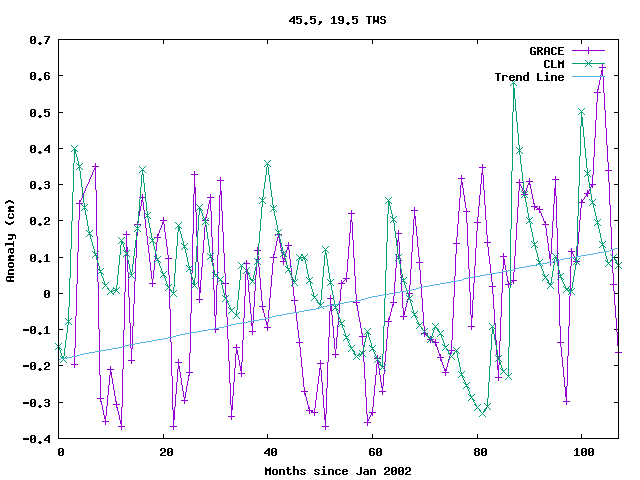 45.5, 19.5 TWS
GRACE
CLM
Trend Line
0.7
0.6
0.5
0.4
0.3
0.2
0.1
0
-0.1
-0.2
-0.3
-0.4
Anomaly (cm)
0 20 40 60 80 100
Months since Jan 2002